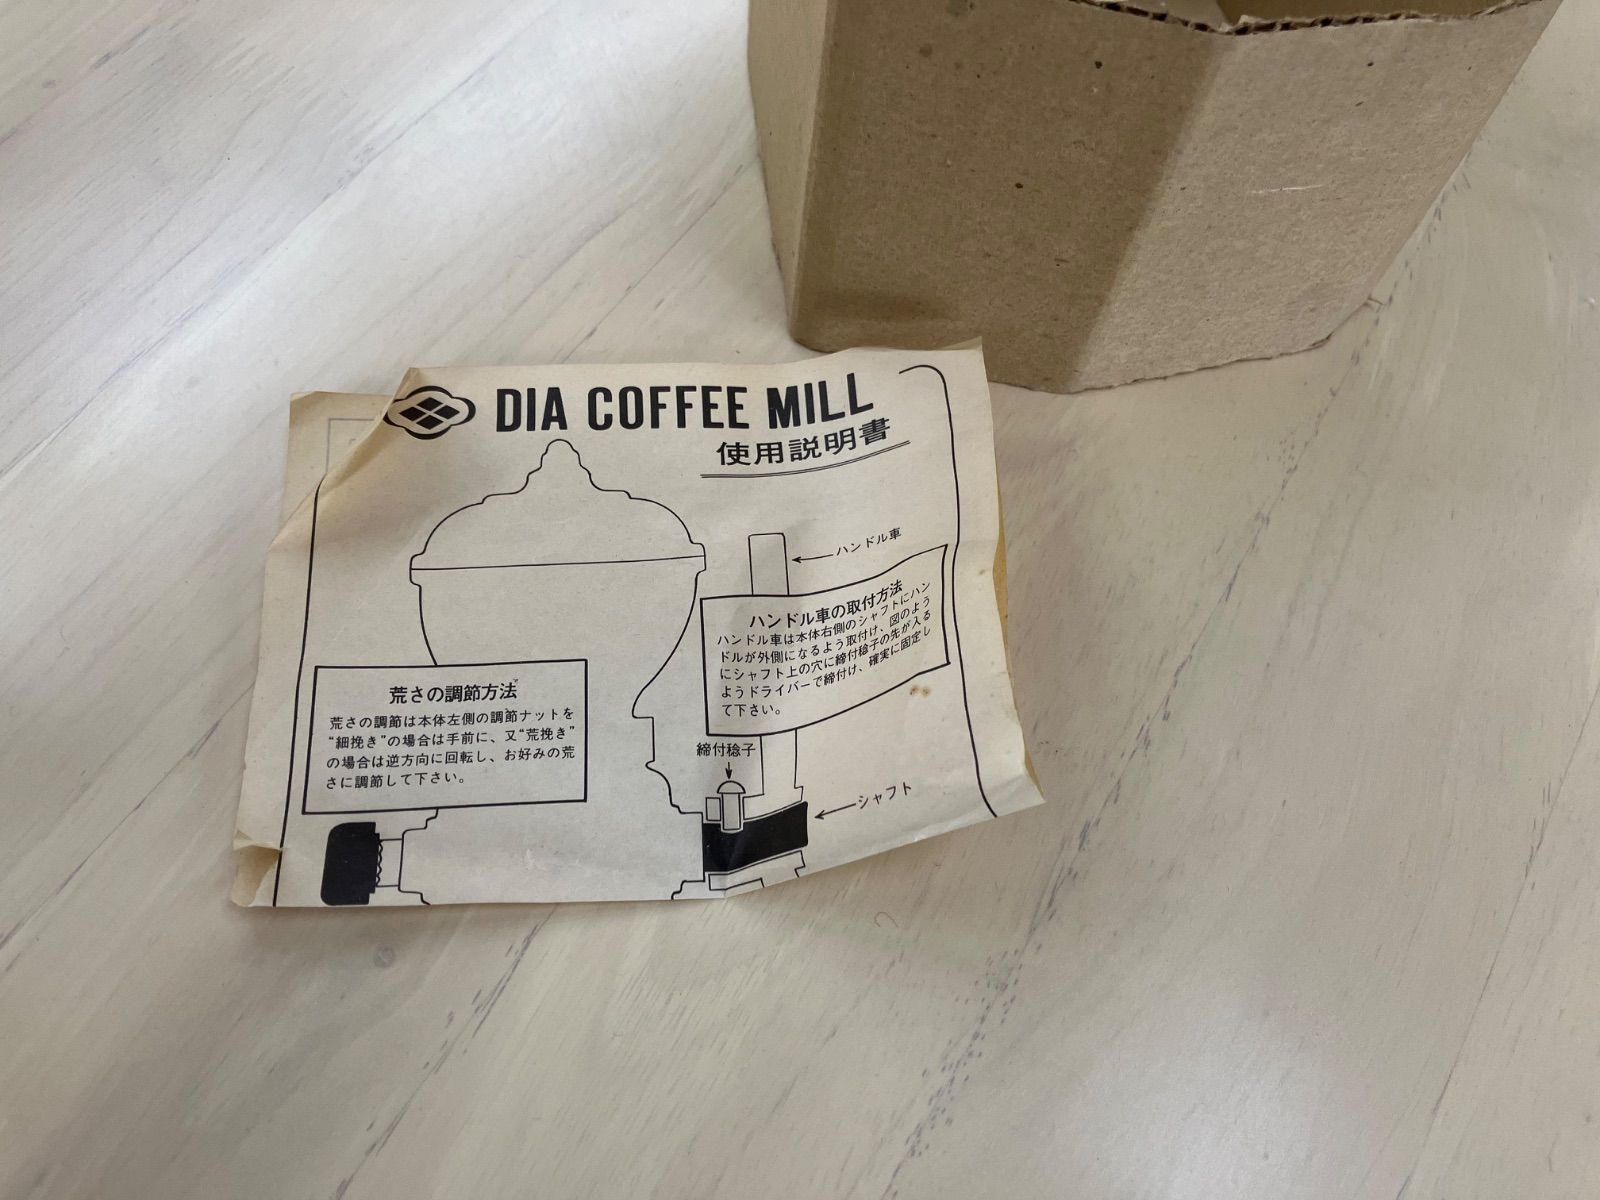 DIA COFFEE MILL
使用説明書
ハンドル車
ハンドル車の取付方法
ハンドル車は本体右側のシャフトにハン
ドルが外側になるよう取付け、図のよう
にシャフト上の穴に締付稔子の先が入る
ようドライバーで締付け、確実に固定し
て下さい。
荒さの調節方法
荒さの調節は本体左側の調節ナットを
“細挽き”の場合は手前に、又“荒挽き”
の場合は逆方向に回転し、お好みの荒
さに調節して下さい。
締付稔子
シャフト